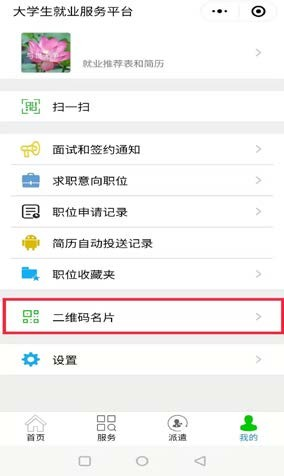 大学生就业服务平台
就业推荐表和简历
扫一扫
面试和签约通知
求职意向职位
职位申请记录
简历自动投送记录
职位收藏夹
二维码名片
设置
首页
服务
派遣
我的